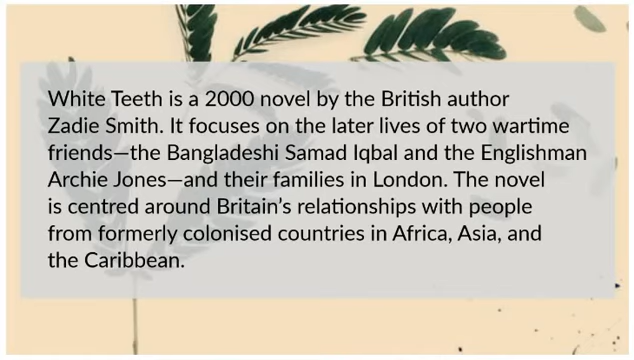 White Teeth is a 2000 novel by the British author
Zadie Smith. It focuses on the later lives of two wartime
friends—the Bangladeshi Samad Iqbal and the Englishman
Archie Jones—and their families in London. The novel
is centred around Britain’s relationships with people
from formerly colonised countries in Africa, Asia, and
the Caribbean.